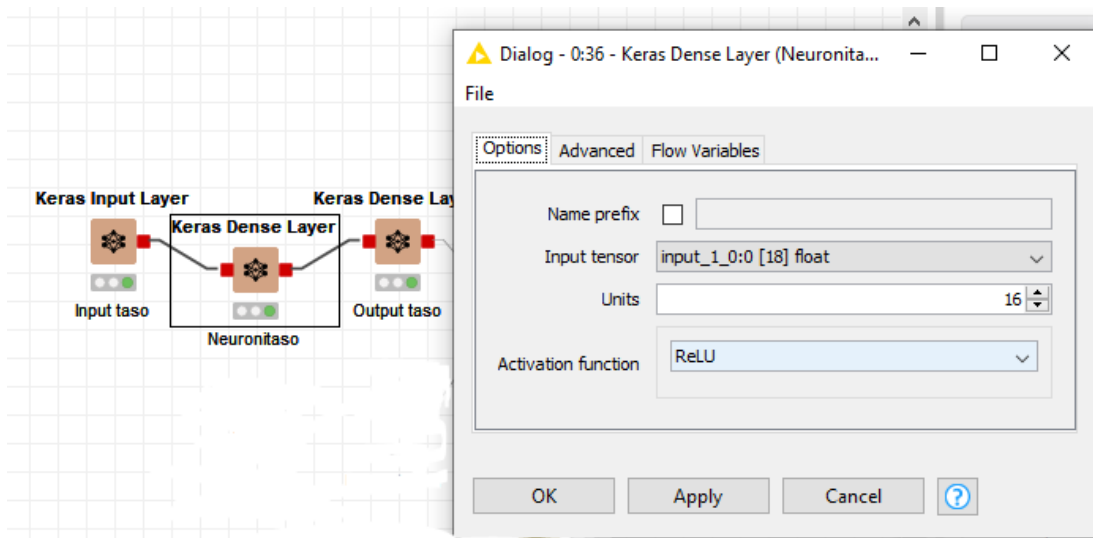 Dialog - 0:36 - Keras Dense Layer (Neuronita...
File
Options Advanced Flow Variables
Name prefix
Input tensor input_1_0:0 [18] float
Units 16
Activation function ReLU
OK Apply Cancel ?
Keras Input Layer
Input taso
Keras Dense Layer
Neuronitaso
Keras Dense Lay
Output taso